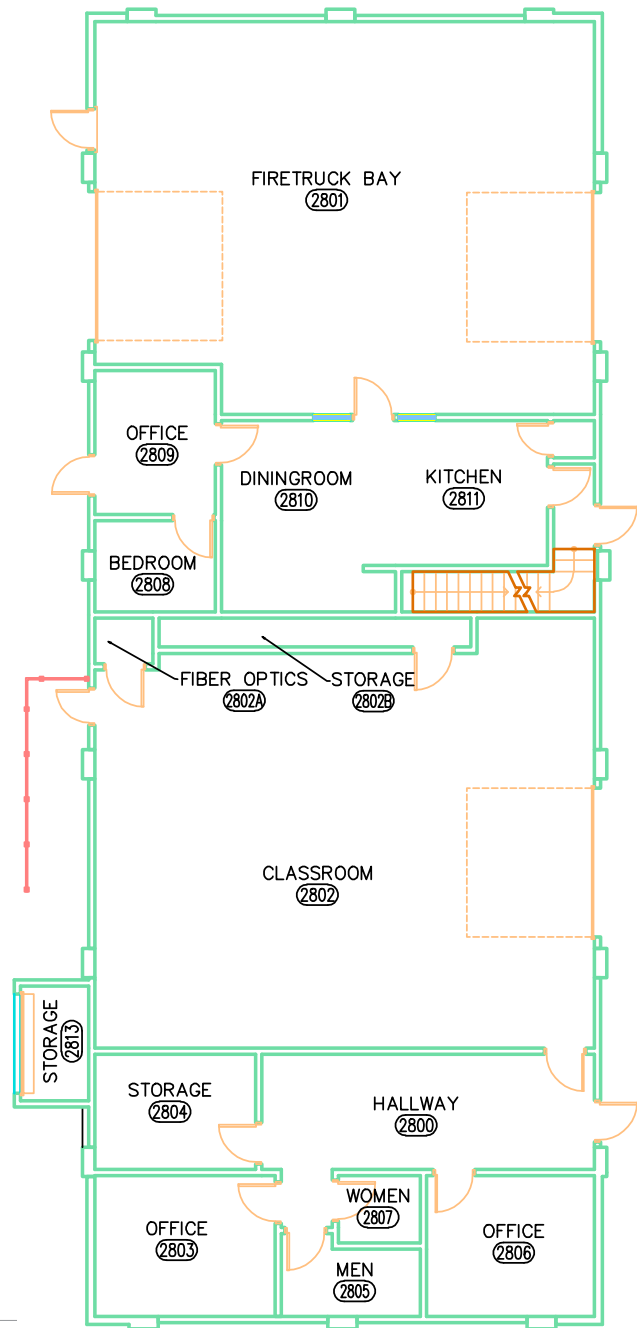 FIRETRUCK BAY
2801
OFFICE
2809
DININGROOM
2810
KITCHEN
2811
BEDROOM
2808
FIBER OPTICS
2802A
STORAGE
2802B
CLASSROOM
2802
STORAGE
2813
STORAGE
2804
HALLWAY
2800
WOMEN
2807
OFFICE
2803
OFFICE
2806
MEN
2805